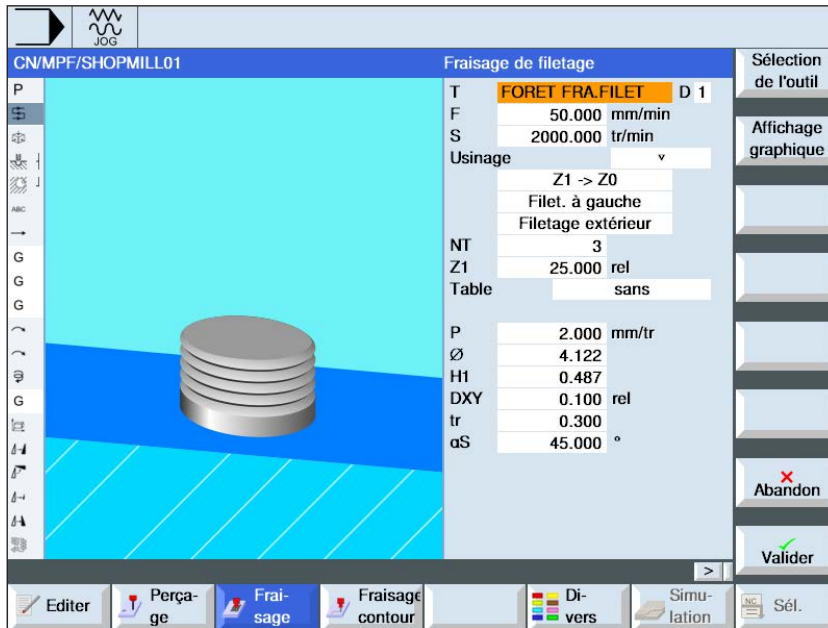 JOG
CN/MPF/SHOPMILL01
Fraisage de filetage
P
ABC
G
G
G
G
T FORET FRA.FILET D 1
F 50.000 mm/min
S 2000.000 tr/min
Usinage ▿
Z1 -> Z0
Filet. à gauche
Filetage extérieur
NT 3
Z1 25.000 rel
Table sans
P 2.000 mm/tr
Ø 4.122
H1 0.487
DXY 0.100 rel
tr 0.300
αS 45.000 °
Sélection
de l'outil
Affichage
graphique
Abandon
Valider
>
Editer
Perça-
ge
Frai-
sage
Fraisage
contour
Di-
vers
Simu-
lation
NC
Sél.